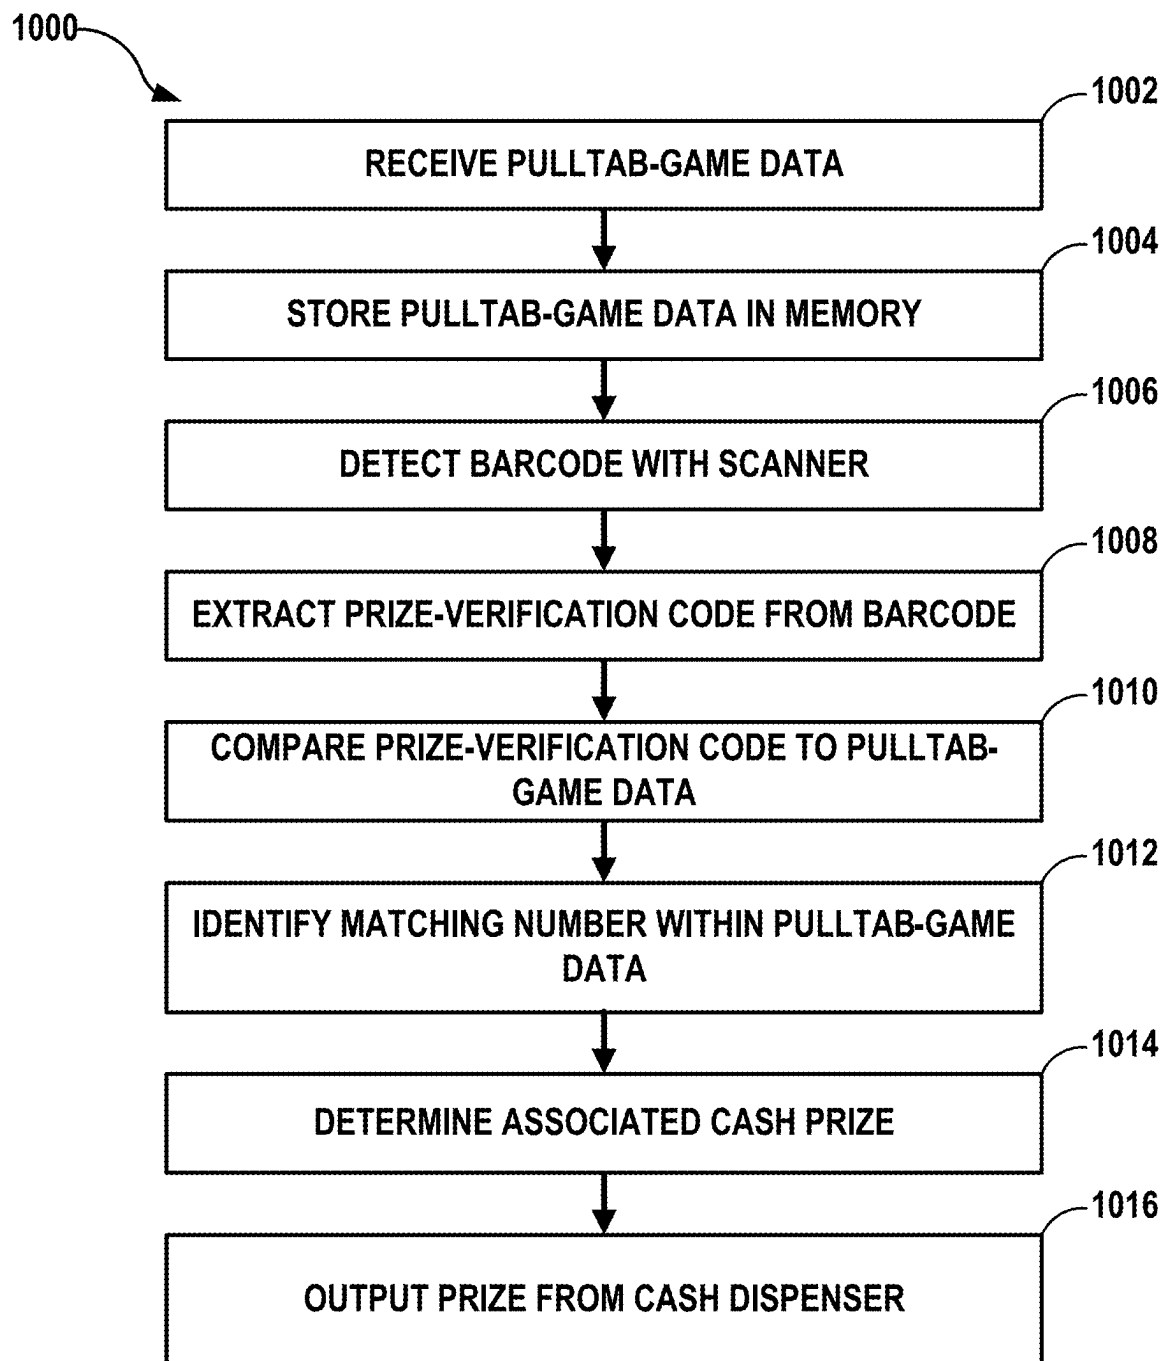 1000
1002
RECEIVE PULLTAB-GAME DATA
1004
STORE PULLTAB-GAME DATA IN MEMORY
1006
DETECT BARCODE WITH SCANNER
1008
EXTRACT PRIZE-VERIFICATION CODE FROM BARCODE
1010
COMPARE PRIZE-VERIFICATION CODE TO PULLTAB-
GAME DATA
1012
IDENTIFY MATCHING NUMBER WITHIN PULLTAB-GAME
DATA
1014
DETERMINE ASSOCIATED CASH PRIZE
1016
OUTPUT PRIZE FROM CASH DISPENSER